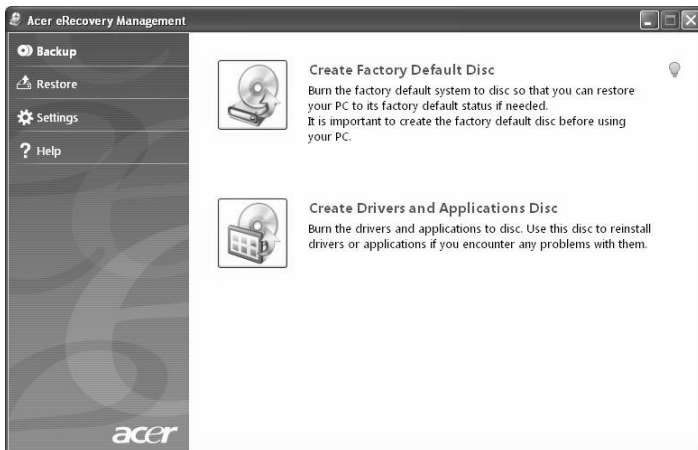 Acer eRecovery Management
Backup
Restore
Settings
? Help
Create Factory Default Disc
Burn the factory default system to disc so that you can restore
your PC to its factory default status if needed.
It is important to create the factory default disc before using
your PC.
Create Drivers and Applications Disc
Burn the drivers and applications to disc. Use this disc to reinstall
drivers or applications if you encounter any problems with them.
acer